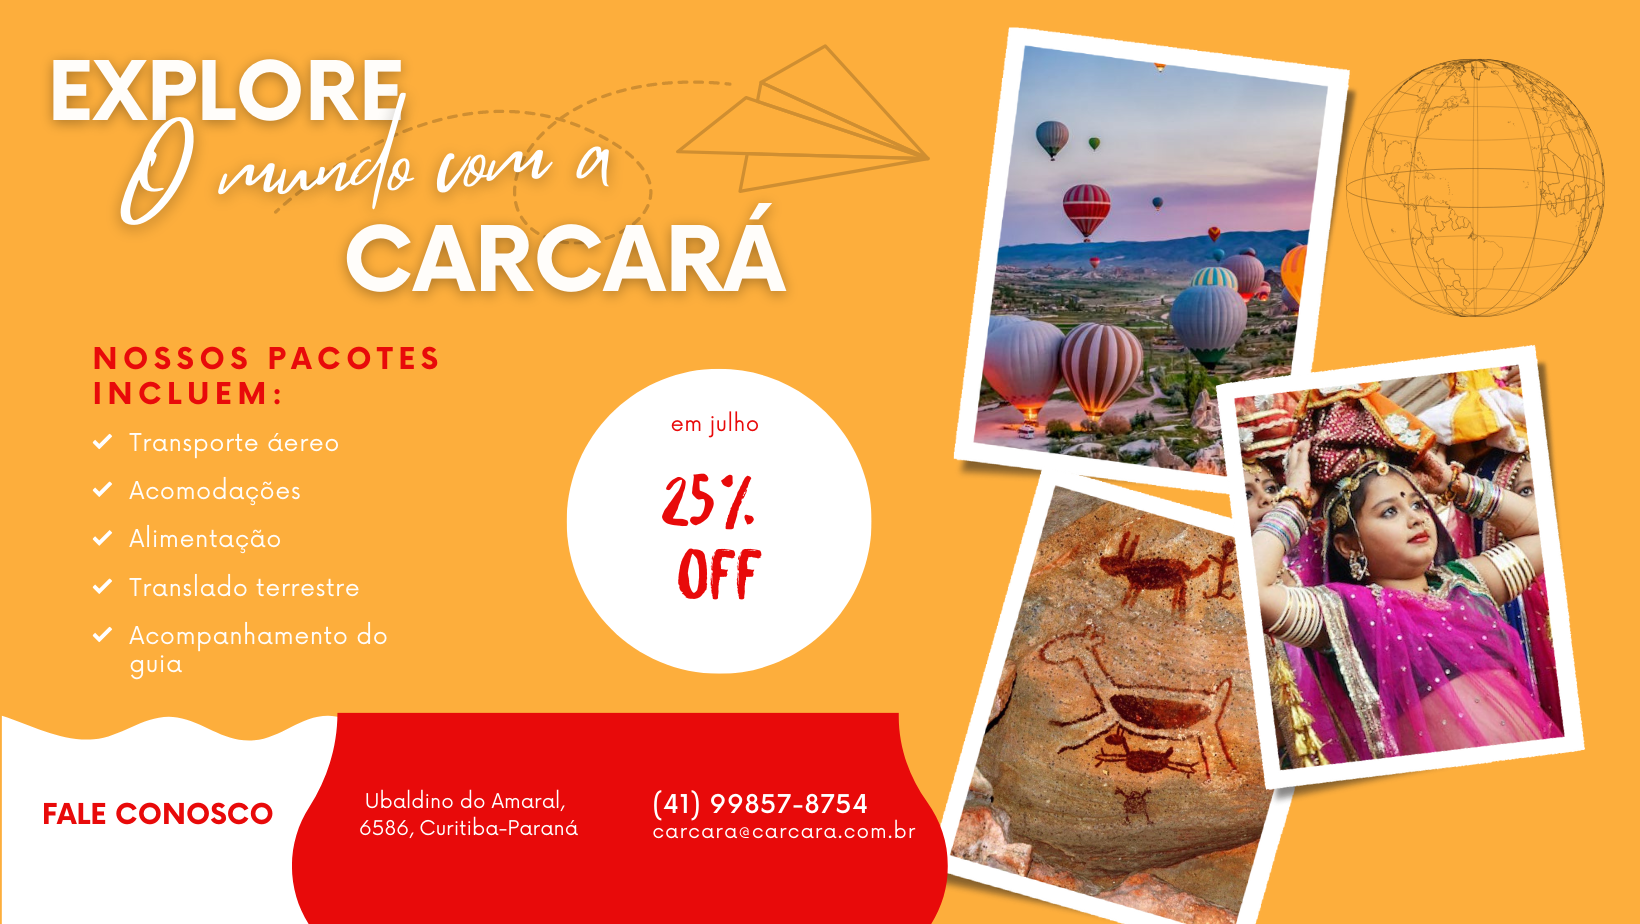 EXPLORE
O mundo com a
CARCARÁ
NOSSOS PACOTES
INCLUEM:
Transporte áereo
Acomodações
Alimentação
Translado terrestre
Acompanhamento do
guia
em julho
25%
OFF
FALE CONOSCO
Ubaldino do Amaral,
6586, Curitiba-Paraná
(41) 99857-8754
carcara@carcara.com.br